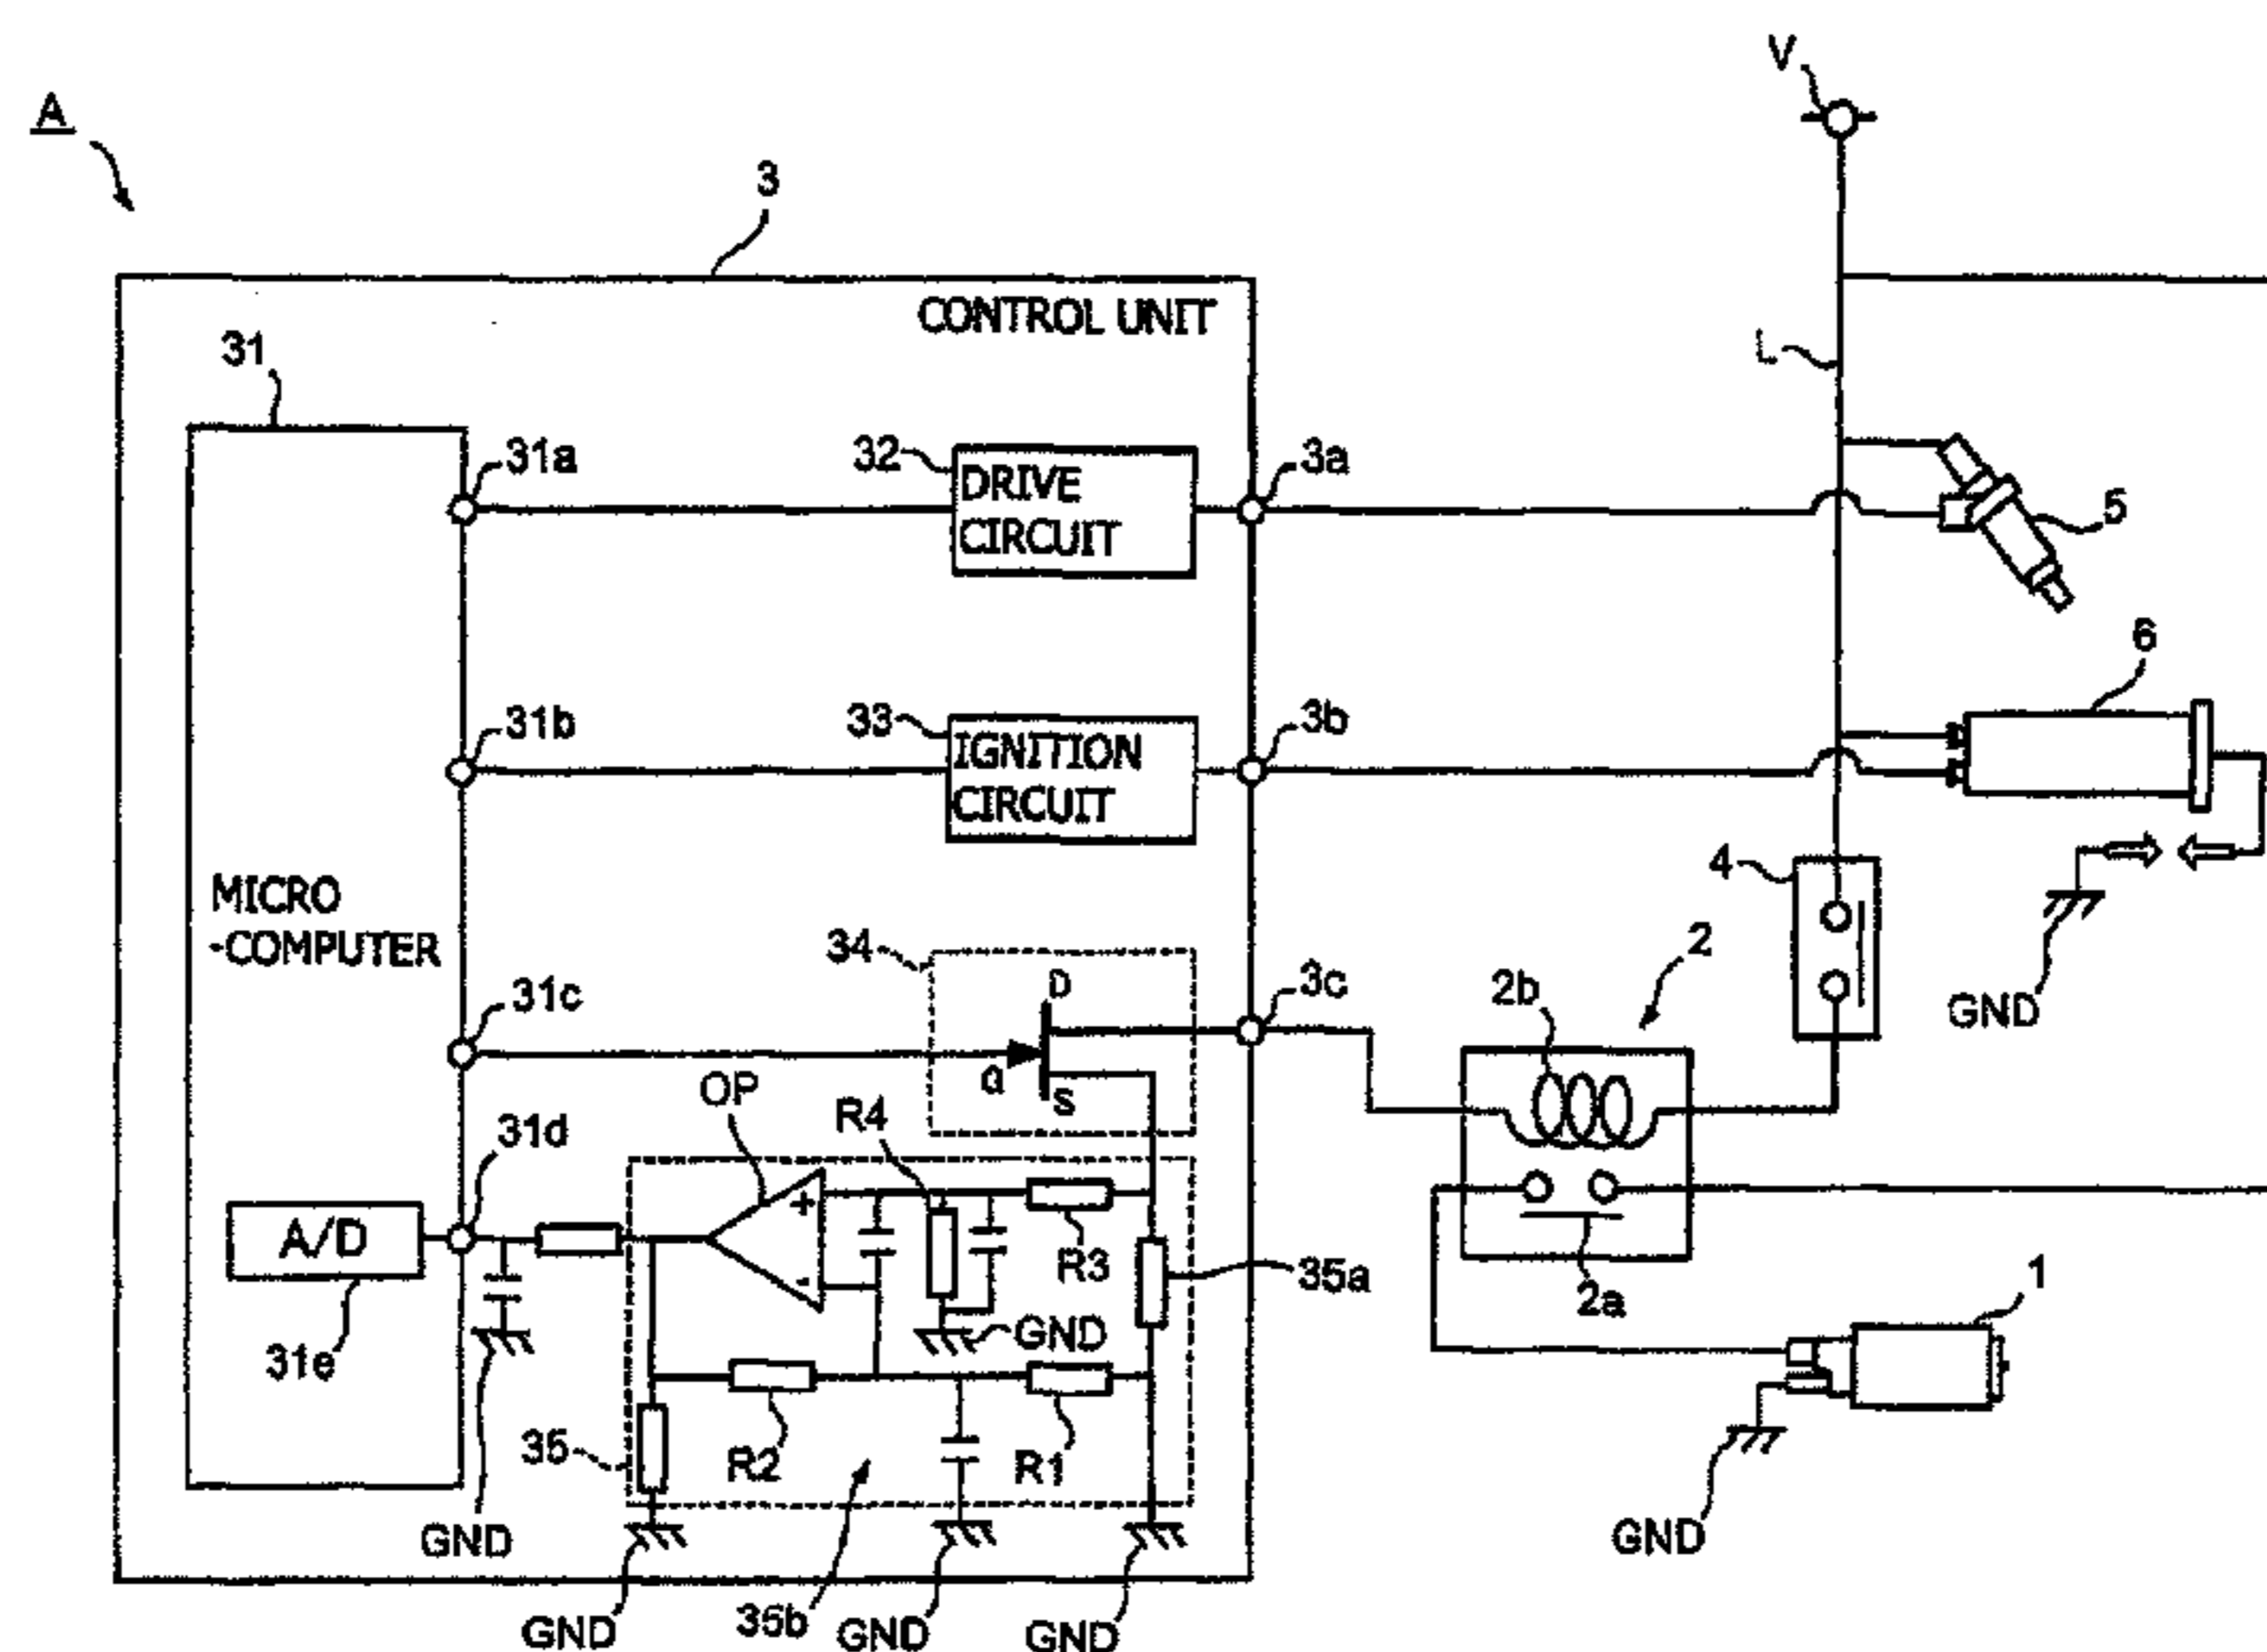 V
A
3
CONTROL UNIT
31
L
31a
32
DRIVE
CIRCUIT
3a
5
6
31b
33
IGNITION
CIRCUIT
3b
4
MICRO
-COMPUTER
34
2
31c
D
3c
2b
GND
G
S
OP
R4
31d
+
A/D
-
R3
35a
2a
1
GND
31e
35
R2
R1
GND
GND
GND
35b
GND
GND